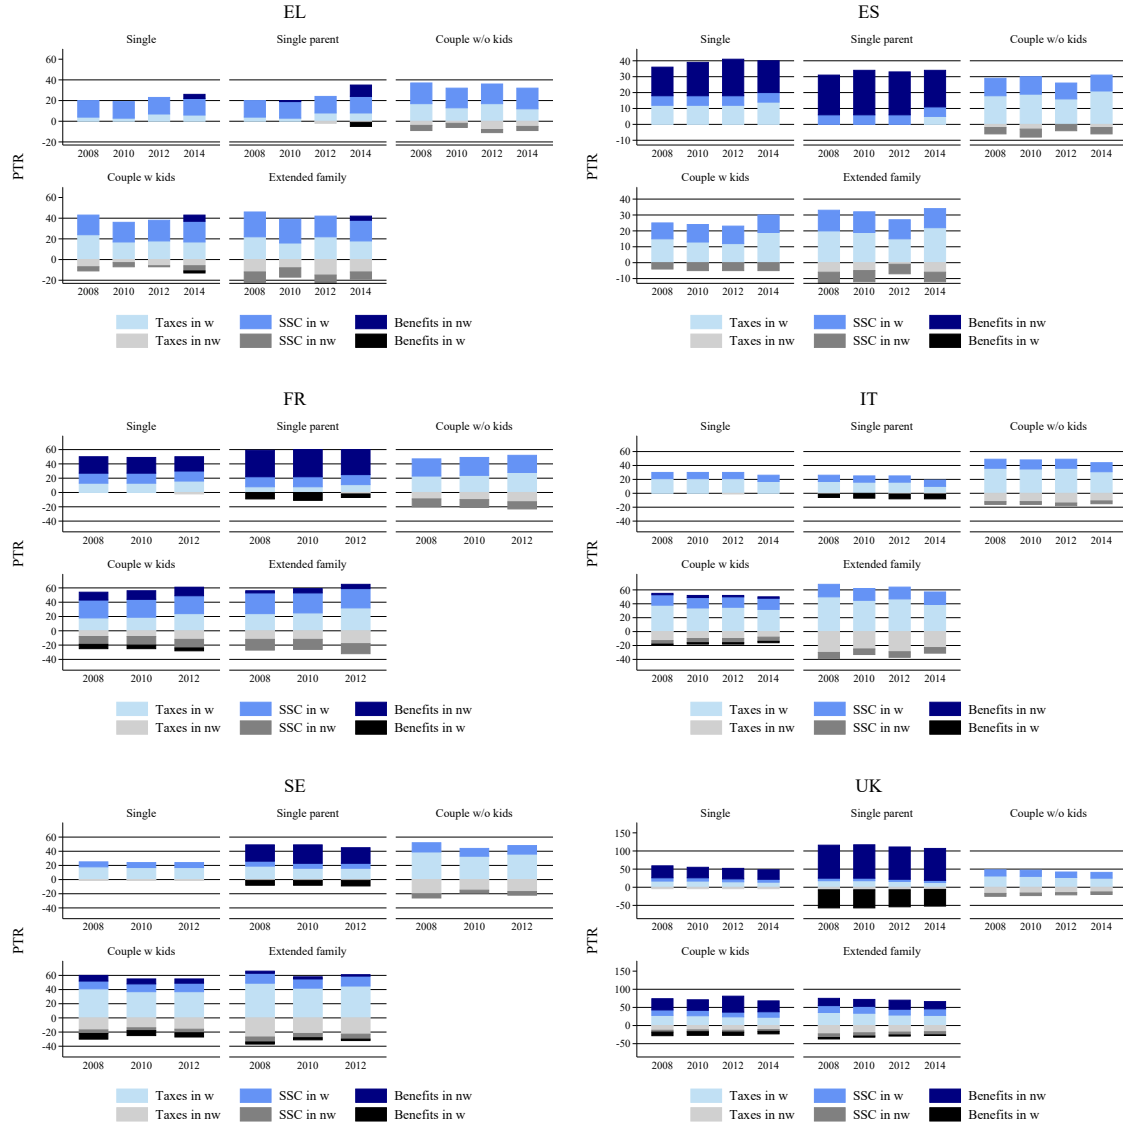 EL
Single Single parent Couple w/o kids
60
40
20
0
-20
2008 2010 2012 2014 2008 2010 2012 2014 2008 2010 2012 2014
PTR
Couple w kids Extended family
60
40
20
0
-20
2008 2010 2012 2014 2008 2010 2012 2014
Taxes in w SSC in w Benefits in nw
Taxes in nw SSC in nw Benefits in w
ES
Single Single parent Couple w/o kids
40
30
20
10
0
-10
2008 2010 2012 2014 2008 2010 2012 2014 2008 2010 2012 2014
PTR
Couple w kids Extended family
40
30
20
10
0
-10
2008 2010 2012 2014 2008 2010 2012 2014
Taxes in w SSC in w Benefits in nw
Taxes in nw SSC in nw Benefits in w
FR
Single Single parent Couple w/o kids
60
40
20
0
-20
-40
2008 2010 2012 2008 2010 2012 2008 2010 2012
PTR
Couple w kids Extended family
60
40
20
0
-20
-40
2008 2010 2012 2008 2010 2012
Taxes in w SSC in w Benefits in nw
Taxes in nw SSC in nw Benefits in w
IT
Single Single parent Couple w/o kids
60
40
20
0
-20
-40
2008 2010 2012 2014 2008 2010 2012 2014 2008 2010 2012 2014
PTR
Couple w kids Extended family
60
40
20
0
-20
-40
2008 2010 2012 2014 2008 2010 2012 2014
Taxes in w SSC in w Benefits in nw
Taxes in nw SSC in nw Benefits in w
SE
Single Single parent Couple w/o kids
60
40
20
0
-20
-40
2008 2010 2012 2008 2010 2012 2008 2010 2012
PTR
Couple w kids Extended family
60
40
20
0
-20
-40
2008 2010 2012 2008 2010 2012
Taxes in w SSC in w Benefits in nw
Taxes in nw SSC in nw Benefits in w
UK
Single Single parent Couple w/o kids
150
100
50
0
-50
2008 2010 2012 2014 2008 2010 2012 2014 2008 2010 2012 2014
PTR
Couple w kids Extended family
150
100
50
0
-50
2008 2010 2012 2014 2008 2010 2012 2014
Taxes in w SSC in w Benefits in nw
Taxes in nw SSC in nw Benefits in w